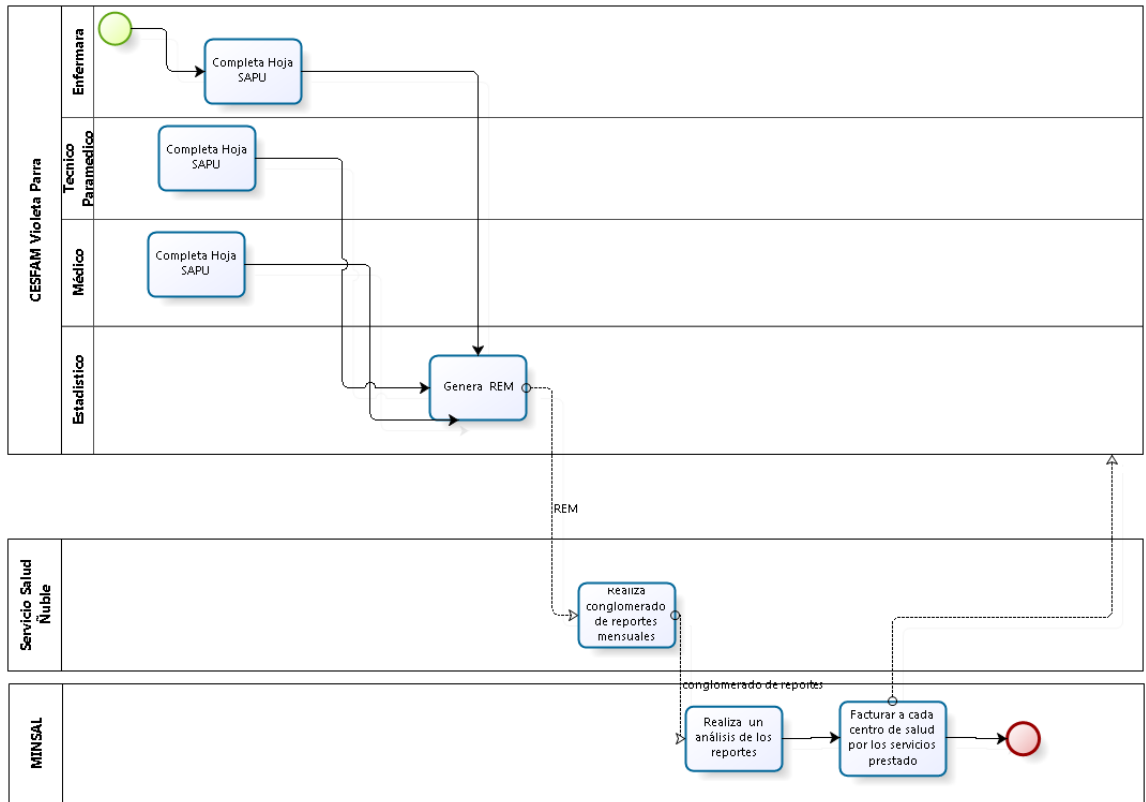 CESFAM Violeta Parra
Enfermara
Completa Hoja
SAPU
Tecnico
Paramedico
Completa Hoja
SAPU
Médico
Completa Hoja
SAPU
Estadistico
Genera REM
REM
Servicio Salud
Ñuble
Realiza
conglomerado
de reportes
mensuales
conglomerado de reportes
MINSAL
Realiza un
análisis de los
reportes
Facturar a cada
centro de salud
por los servicios
prestado